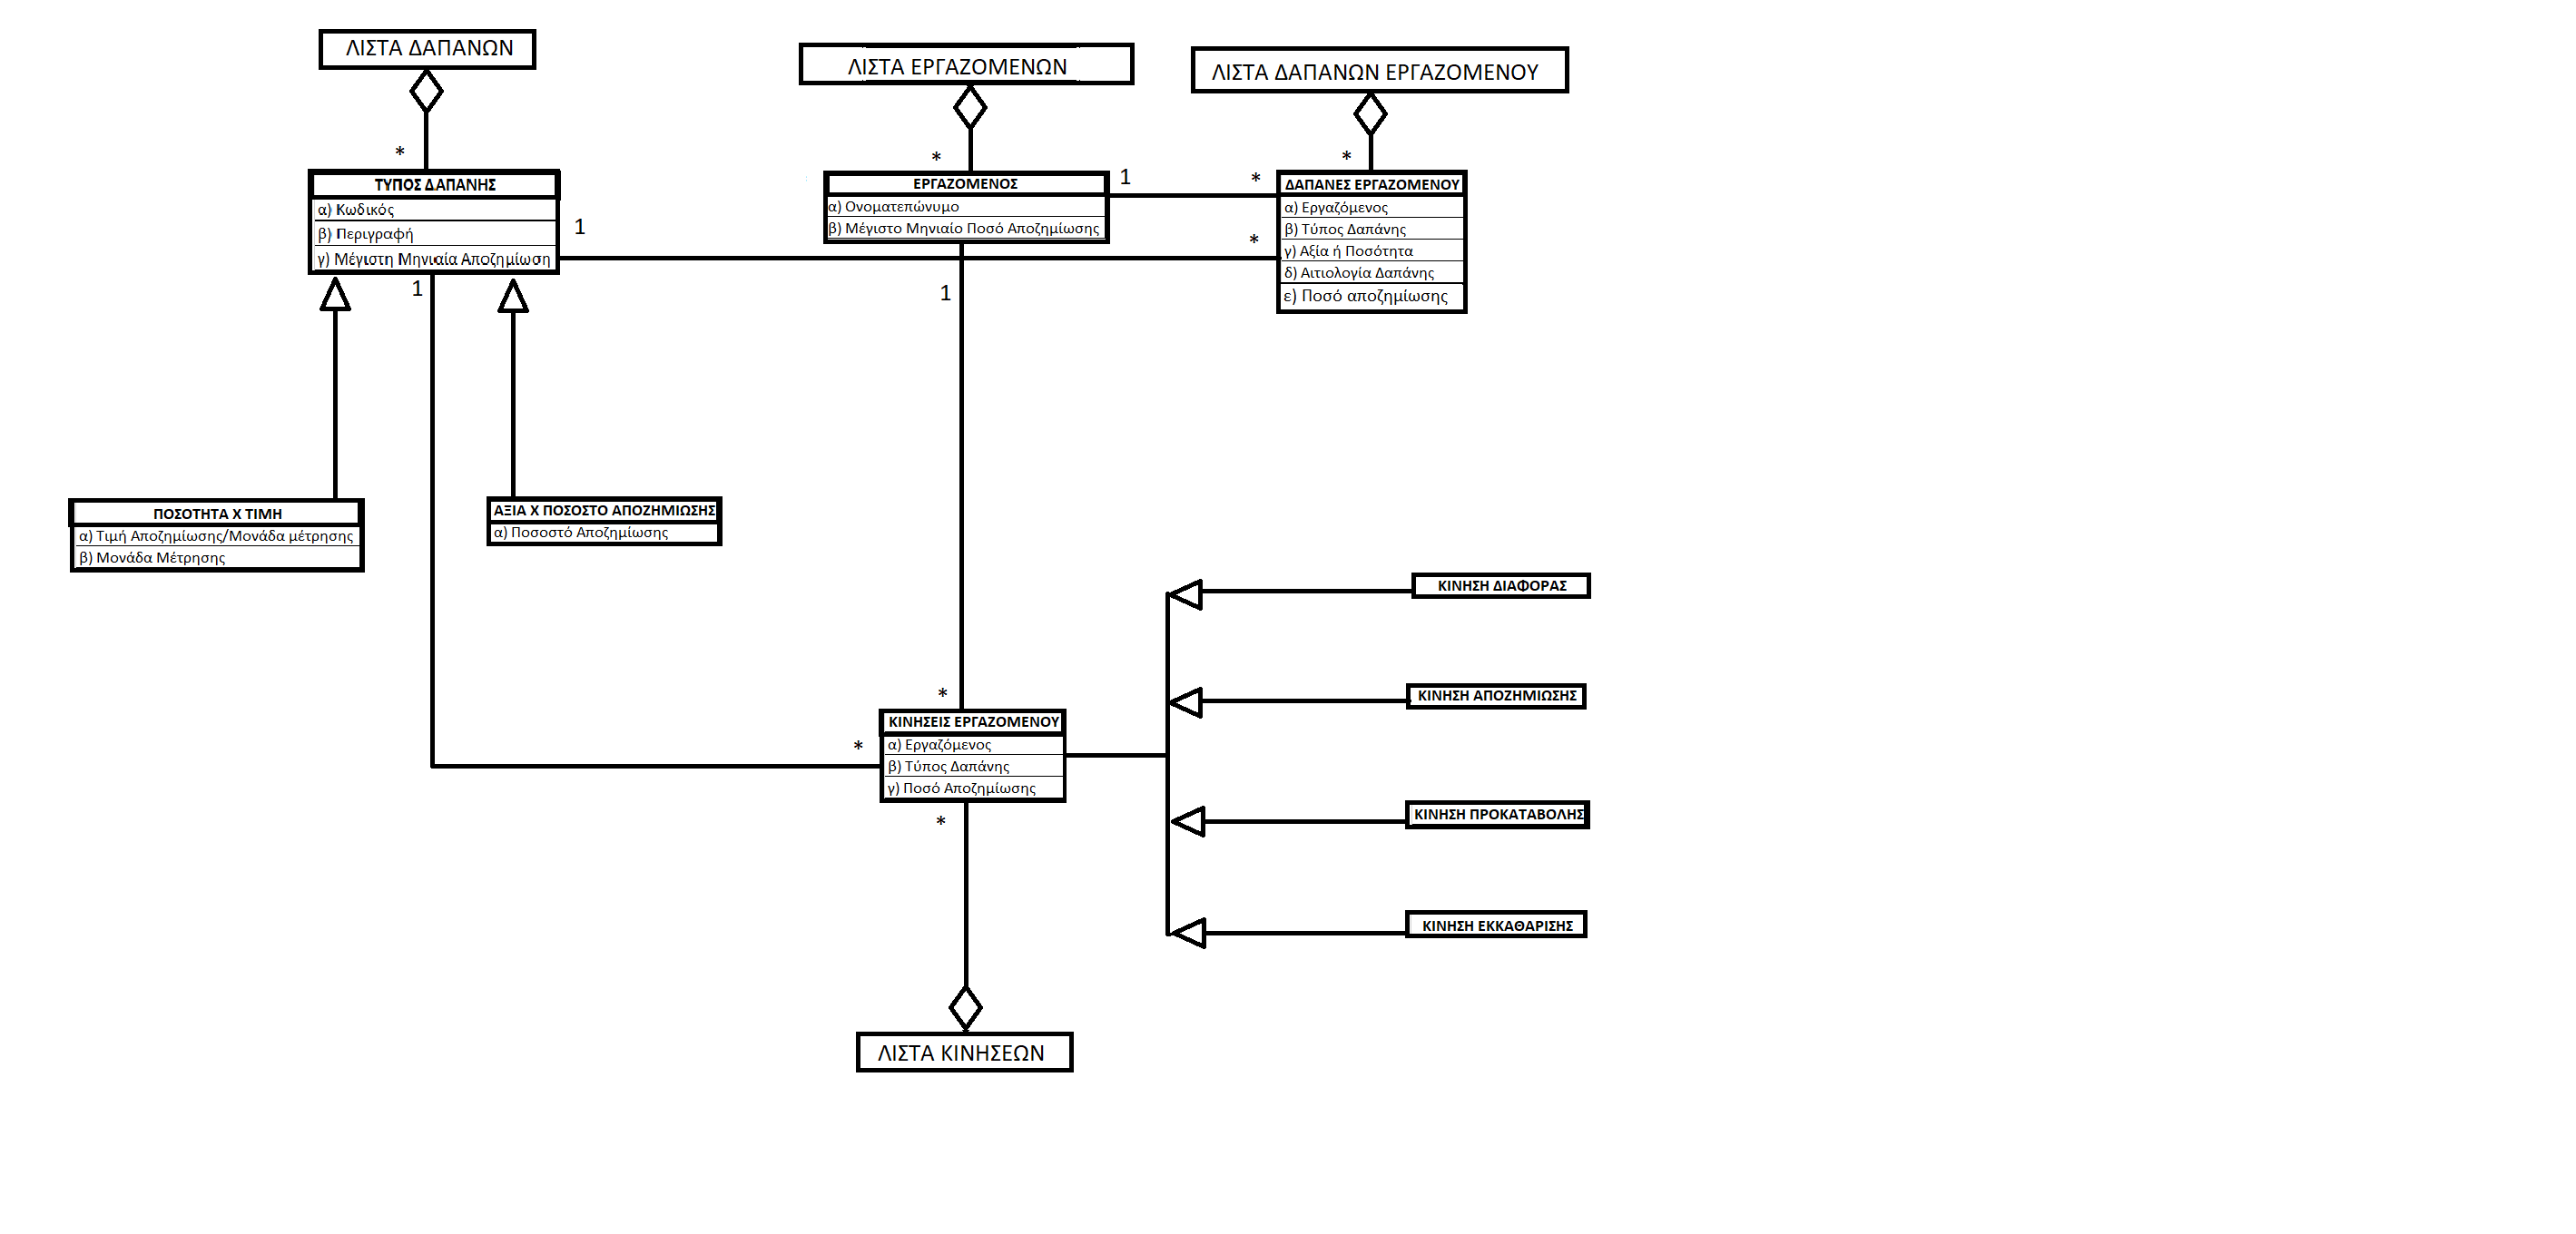 ΛΙΣΤΑ ΔΑΠΑΝΩΝ
ΛΙΣΤΑ ΕΡΓΑΖΟΜΕΝΩΝ
ΛΙΣΤΑ ΔΑΠΑΝΩΝ ΕΡΓΑΖΟΜΕΝΟΥ
*
*
*
ΤΥΠΟΣ ΔΑΠΑΝΗΣ
α) Κωδικός
β) Περιγραφή
γ) Μέγιστη Μηνιαία Αποζημίωση
1
1
ΕΡΓΑΖΟΜΕΝΟΣ
α) Ονοματεπώνυμο
β) Μέγιστο Μηνιαίο Ποσό Αποζημίωσης
1
1
*
*
ΔΑΠΑΝΕΣ ΕΡΓΑΖΟΜΕΝΟΥ
α) Εργαζόμενος
β) Τύπος Δαπάνης
γ) Αξία ή Ποσότητα
δ) Αιτιολογία Δαπάνης
ε) Ποσό αποζημίωσης
ΠΟΣΟΤΗΤΑ Χ ΤΙΜΗ
α) Τιμή Αποζημίωσης/Μονάδα μέτρησης
β) Μονάδα Μέτρησης
ΑΞΙΑ Χ ΠΟΣΟΣΤΟ ΑΠΟΖΗΜΙΩΣΗΣ
α) Ποσοστό Αποζημίωσης
*
*
ΚΙΝΗΣΕΙΣ ΕΡΓΑΖΟΜΕΝΟΥ
α) Εργαζόμενος
β) Τύπος Δαπάνης
γ) Ποσό Αποζημίωσης
*
ΚΙΝΗΣΗ ΔΙΑΦΟΡΑΣ
ΚΙΝΗΣΗ ΑΠΟΖΗΜΙΩΣΗΣ
ΚΙΝΗΣΗ ΠΡΟΚΑΤΑΒΟΛΗΣ
ΚΙΝΗΣΗ ΕΚΚΑΘΑΡΙΣΗΣ
ΛΙΣΤΑ ΚΙΝΗΣΕΩΝ